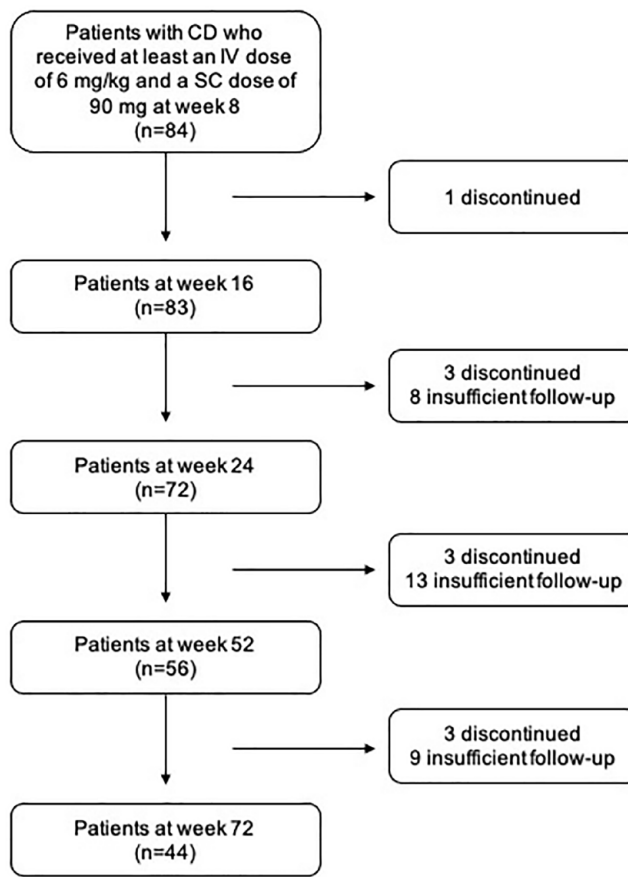 Patients with CD who
received at least an IV dose
of 6 mg/kg and a SC dose of
90 mg at week 8
(n=84)
1 discontinued
Patients at week 16
(n=83)
3 discontinued
8 insufficient follow-up
Patients at week 24
(n=72)
3 discontinued
13 insufficient follow-up
Patients at week 52
(n=56)
3 discontinued
9 insufficient follow-up
Patients at week 72
(n=44)